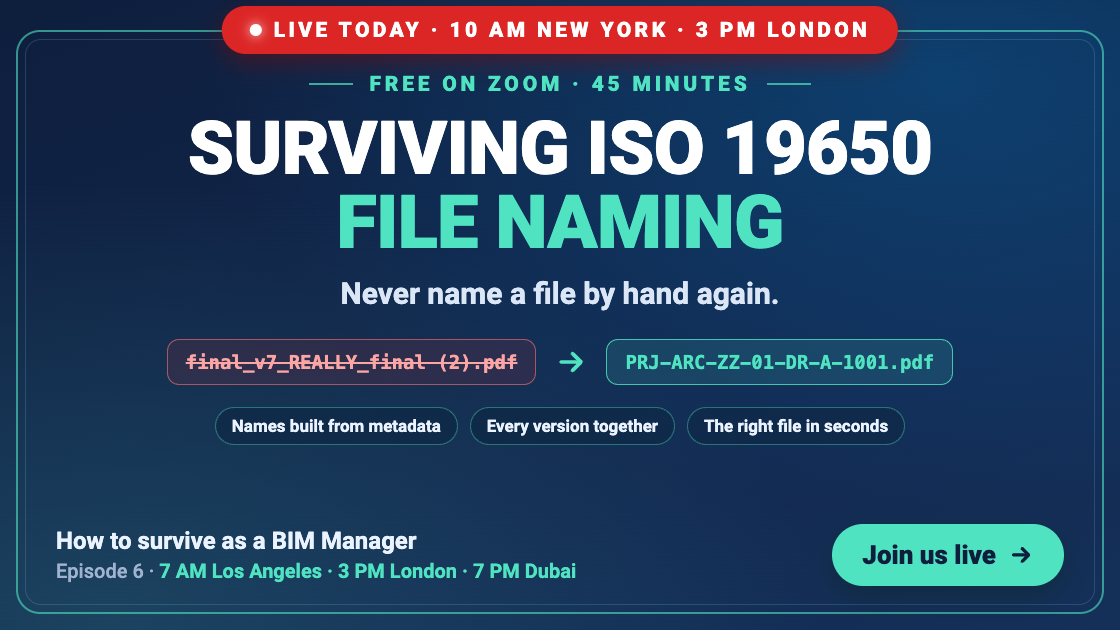 LIVE TODAY · 10 AM NEW YORK · 3 PM LONDON
FREE ON ZOOM · 45 MINUTES
SURVIVING ISO 19650
FILE NAMING
Never name a file by hand again.
final_v7_REALLY_final (2).pdf → PRJ-ARC-ZZ-01-DR-A-1001.pdf
Names built from metadata
Every version together
The right file in seconds
How to survive as a BIM Manager
Episode 6 · 7 AM Los Angeles · 3 PM London · 7 PM Dubai
Join us live →